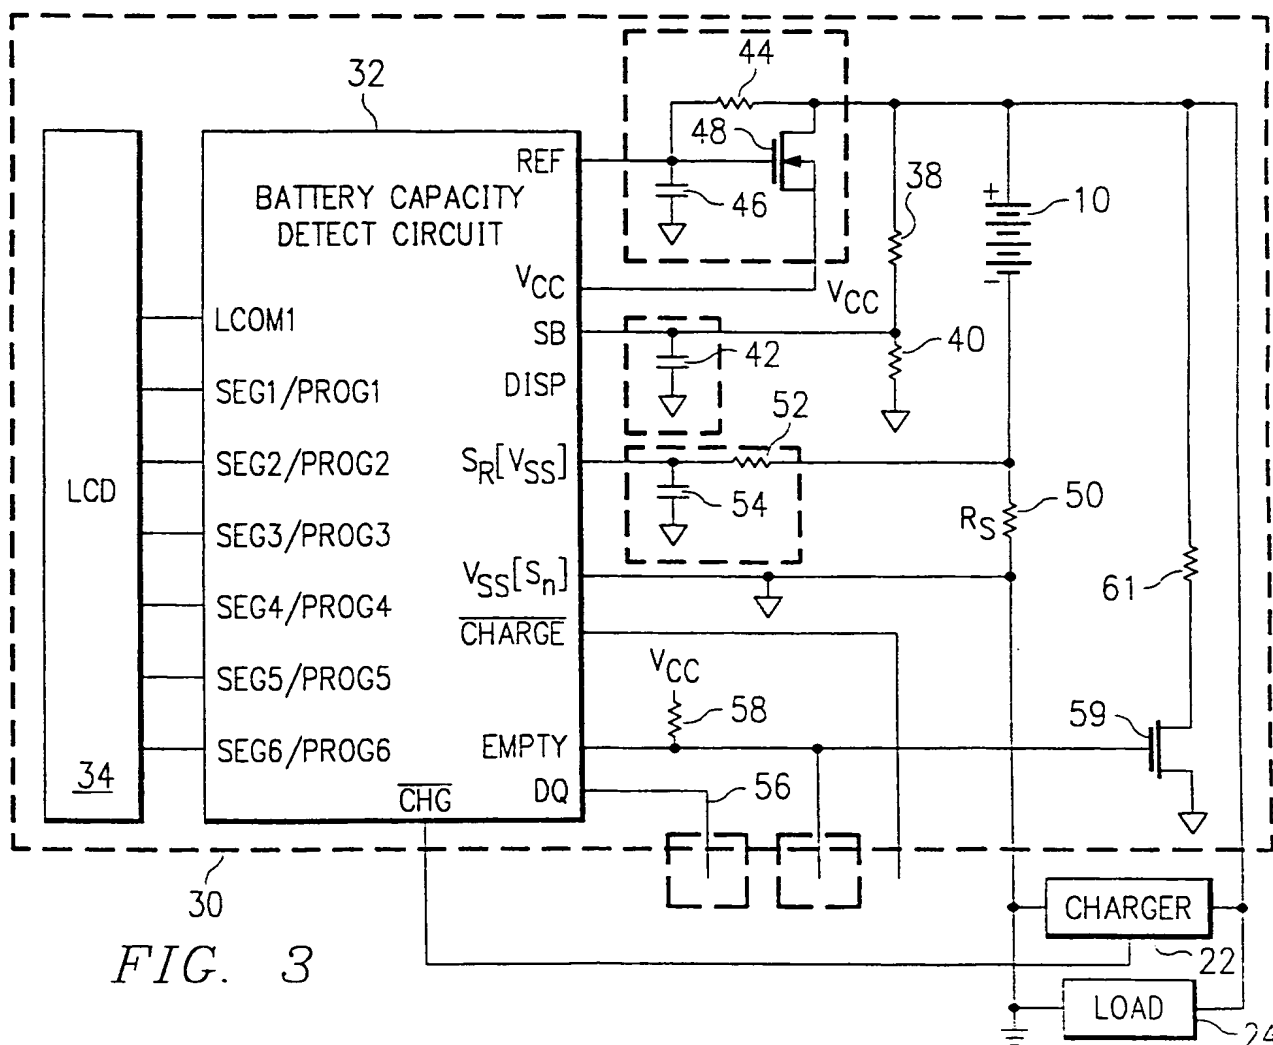 44
32
48
REF
38
BATTERY CAPACITY
DETECT CIRCUIT
46
+
10
-
VCC
VCC
LCOM1
SB
42
40
DISP
SEG1/PROG1
52
SEG2/PROG2
SR[VSS]
LCD
54
50
RS
SEG3/PROG3
VSS[Sn]
61
SEG4/PROG4
CHARGE
VCC
SEG5/PROG5
58
59
SEG6/PROG6
EMPTY
34
CHG
DQ
56
30
CHARGER
FIG. 3
22
LOAD
24